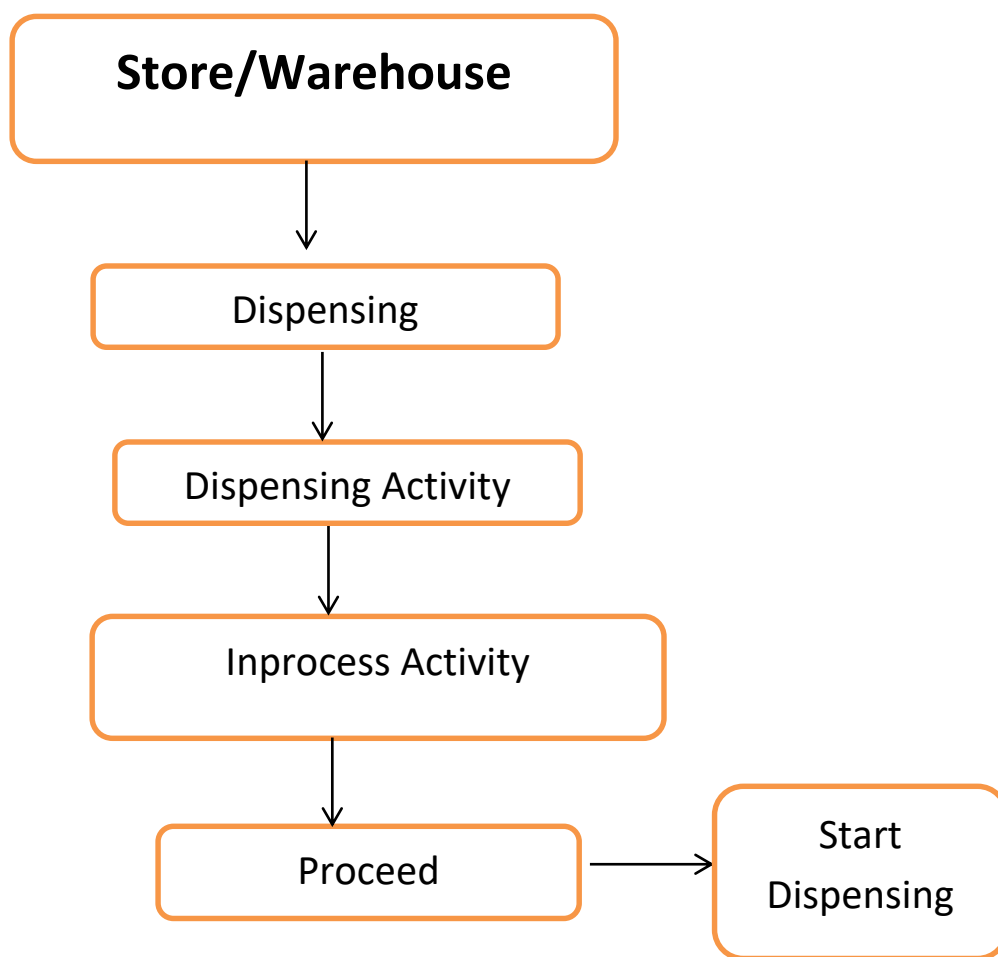 Store/Warehouse
Dispensing
Dispensing Activity
Inprocess Activity
Proceed
Start
Dispensing